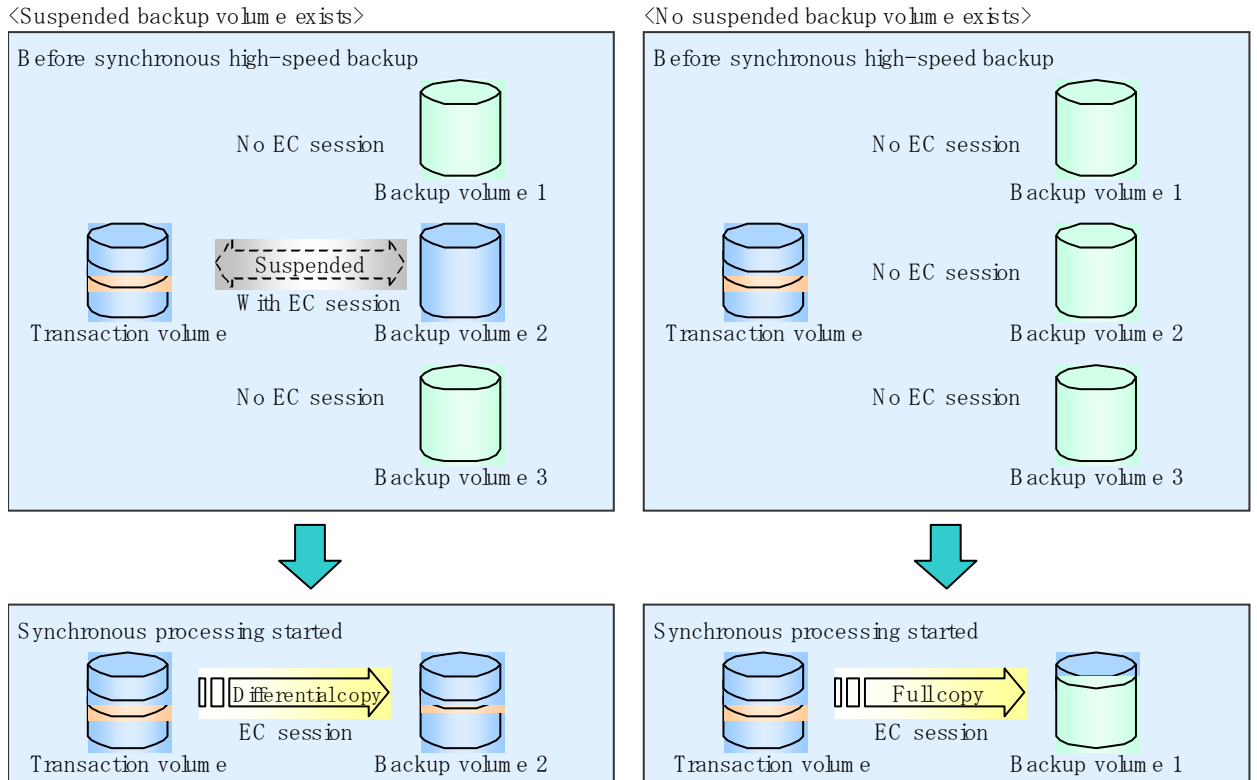 <Suspended backup volume exists>
Before synchronous high-speed backup
No EC session
Backup volume 1
Suspended
With EC session
Transaction volume
Backup volume 2
No EC session
Backup volume 3
Synchronous processing started
Differential copy
EC session
Transaction volume
Backup volume 2
<No suspended backup volume exists>
Before synchronous high-speed backup
No EC session
Backup volume 1
No EC session
Transaction volume
Backup volume 2
No EC session
Backup volume 3
Synchronous processing started
Full copy
EC session
Transaction volume
Backup volume 1